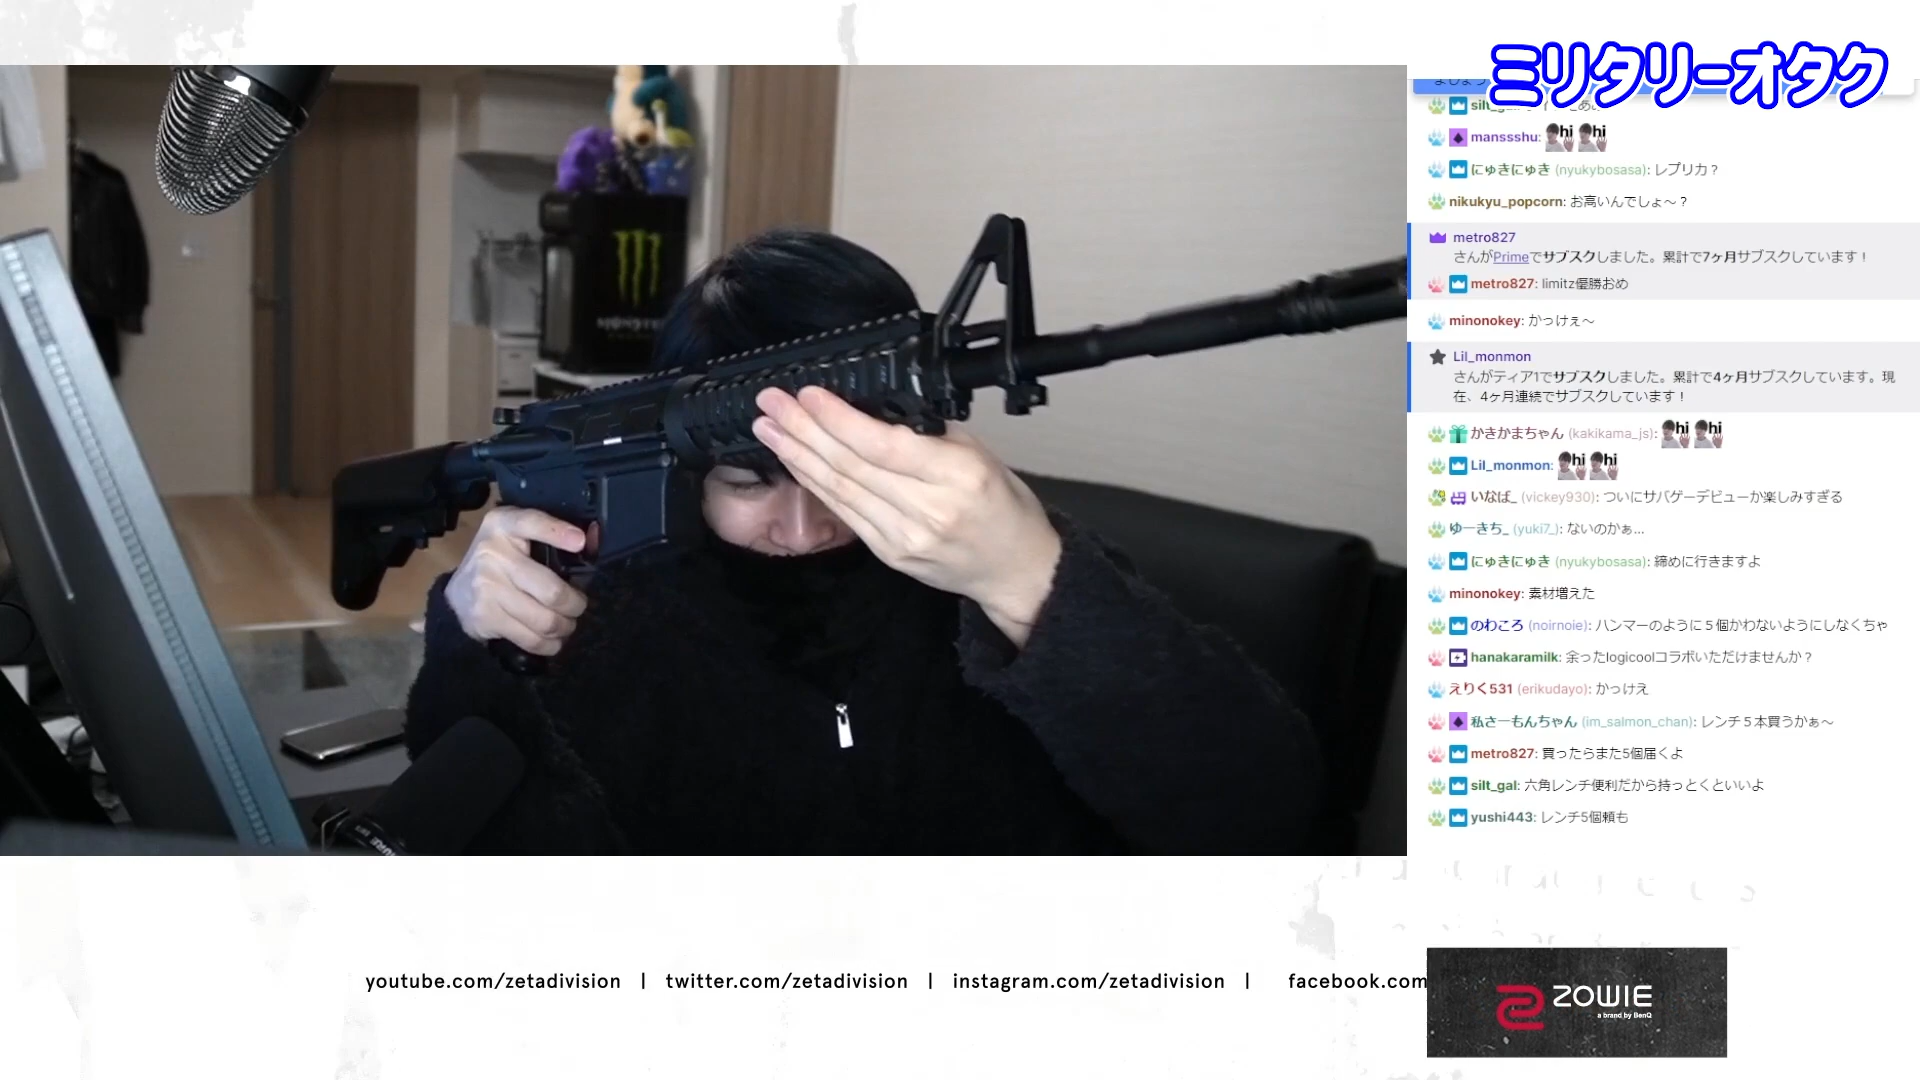 ミリタリーオタク
manssshu: hi hi
にゅきにゅき (nyukybosasa): レプリカ？
nikukyu_popcorn: お高いんでしょ〜？
metro827
さんがPrimeでサブスクしました。累計で7ヶ月サブスクしています！
metro827: limitz優勝おめ
minonokey: かっけぇ〜
Lil_monmon
さんがティア1でサブスクしました。累計で4ヶ月サブスクしています。現
在、4ヶ月連続でサブスクしています！
かきかまちゃん (kakikama_js): hi hi
Lil_monmon: hi hi
いなば_ (vickey930): ついにサバゲーデビューか楽しみすぎる
ゆーきち_ (yuki7_): ないのかぁ...
にゅきにゅき (nyukybosasa): 締めに行きますよ
minonokey: 素材増えた
のわころ (noirnoie): ハンマーのように５個かわないようにしなくちゃ
hanakaramilk: 余ったlogicoolコラボいただけませんか？
えりく531 (erikudayo): かっけえ
私さーもんちゃん (im_salmon_chan): レンチ５本買うかぁ〜
metro827: 買ったらまた5個届くよ
silt_gal: 六角レンチ便利だから持っとくといいよ
yushi443: レンチ5個頼も
MONSTER
youtube.com/zetadivision | twitter.com/zetadivision | instagram.com/zetadivision | facebook.com
ZOWIE
a brand by BenQ